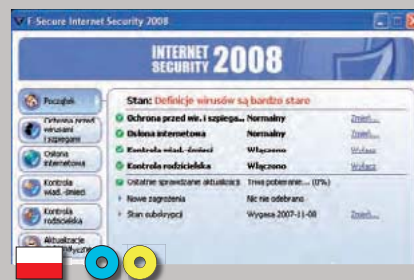 F-Secure Internet Security 2008
INTERNET
SECURITY 2008
Początek
Stan: Definicje wirusów są bardzo stare
Ochrona przed
wirusami
i szpiegami
Ochrona przed wir. i szpiega... Normalny Zmień...
Osłona internetowa Normalny Zmień...
Osłona
internetowa
Kontrola wiad.-śmieci Włączono Wyłącz
Kontrola rodzicielska Włączono Wyłącz
Kontrola
wiad.-śmieci
Ostatnie sprawdzanie aktualizacji Trwa pobieranie... (0%)
Nowe zagrożenia Nic nie odebrano
Kontrola
rodzicielska
Stan subskrypcji Wygasa 2007-11-08 Zmień...
Aktualizacje